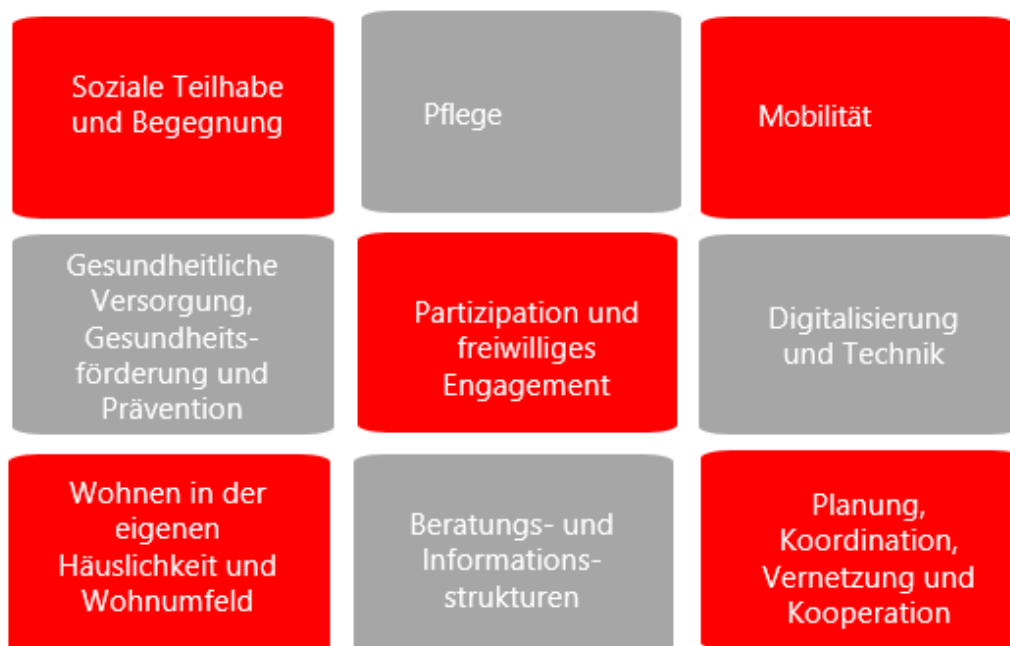 Soziale Teilhabe
und Begegnung
Pflege
Mobilität
Gesundheitliche
Versorgung,
Gesundheits-
förderung und
Prävention
Partizipation und
freiwilliges
Engagement
Digitalisierung
und Technik
Wohnen in der
eigenen
Häuslichkeit und
Wohnumfeld
Beratungs- und
Informations-
strukturen
Planung,
Koordination,
Vernetzung und
Kooperation